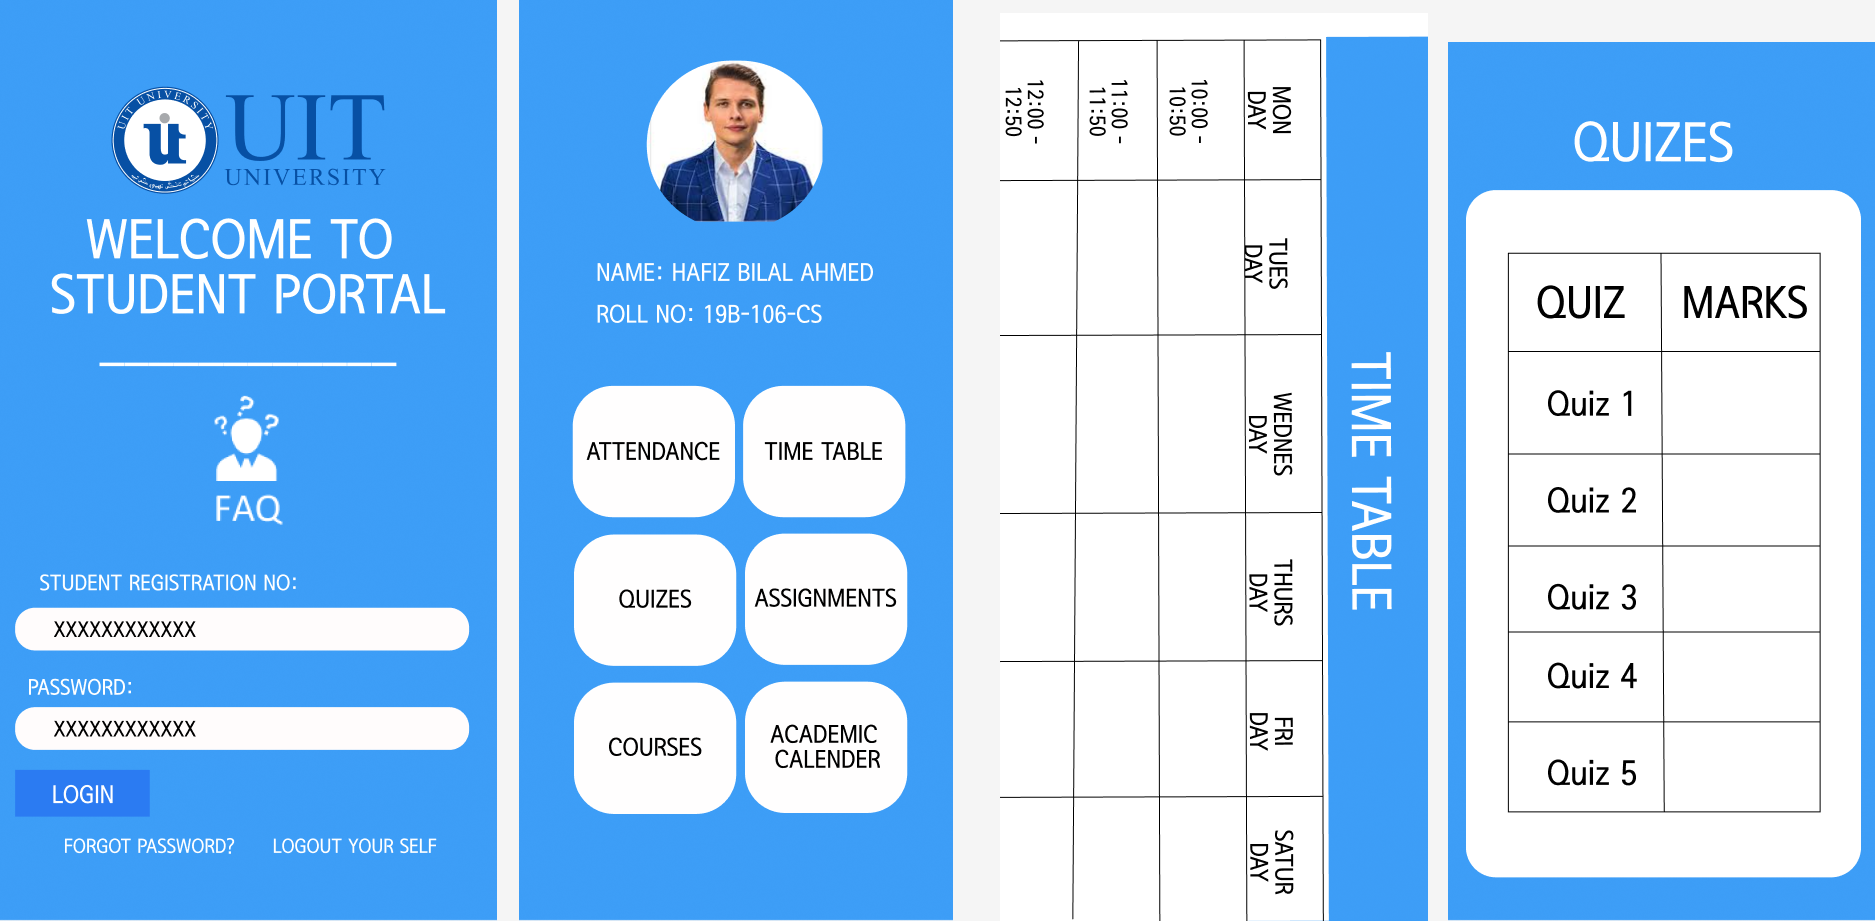 UIT UNIVERSITY
UIT
UNIVERSITY
WELCOME TO
STUDENT PORTAL
? ? ?
FAQ
STUDENT REGISTRATION NO:
XXXXXXXXXXXX
PASSWORD:
XXXXXXXXXXXX
LOGIN
FORGOT PASSWORD? LOGOUT YOUR SELF
NAME: HAFIZ BILAL AHMED
ROLL NO: 19B-106-CS
ATTENDANCE
TIME TABLE
QUIZES
ASSIGNMENTS
COURSES
ACADEMIC
CALENDER
TIME TABLE
MON
DAY
TUES
DAY
WEDNES
DAY
THURS
DAY
FRI
DAY
SATUR
DAY
10:00 -
10:50
11:00 -
11:50
12:00 -
12:50
QUIZES
QUIZ MARKS
Quiz 1
Quiz 2
Quiz 3
Quiz 4
Quiz 5